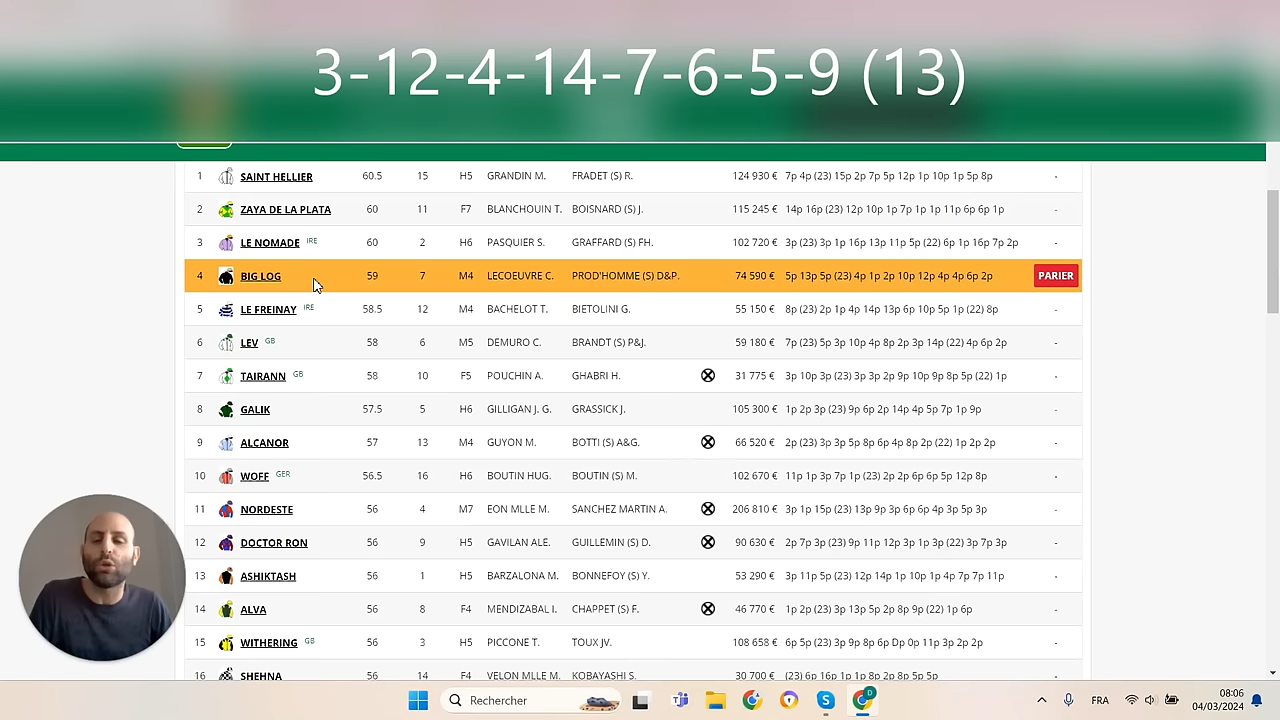 3-12-4-14-7-6-5-9 (13)
1 SAINT HELLIER 60.5 15 H5 GRANDIN M. FRADET (S) R. 124 930 € 7p 4p (23) 15p 2p 7p 5p 12p 1p 10p 1p 5p 8p -
2 ZAYA DE LA PLATA 60 11 F7 BLANCHOUIN T. BOISNARD (S) J. 115 245 € 14p 16p (23) 12p 10p 1p 7p 1p 1p 11p 6p 6p 1p -
3 LE NOMADE IRE 60 2 H6 PASQUIER S. GRAFFARD (S) FH. 102 720 € 3p (23) 3p 1p 16p 13p 11p 5p (22) 6p 1p 16p 7p 2p -
4 BIG LOG 59 7 M4 LECOEUVRE C. PROD'HOMME (S) D&P. 74 590 € 5p 13p 5p (23) 4p 1p 2p 10p 12p 4p 4p 6p 2p PARIER
5 LE FREINAY IRE 58.5 12 M4 BACHELOT T. BIETOLINI G. 55 150 € 8p (23) 2p 1p 4p 14p 13p 6p 10p 5p 1p (22) 8p -
6 LEV GB 58 6 M5 DEMURO C. BRANDT (S) P&J. 59 180 € 7p (23) 5p 3p 10p 4p 8p 2p 3p 14p (22) 4p 6p 2p -
7 TAIRANN GB 58 10 F5 POUCHIN A. GHABRI H. 31 775 € 3p 10p 3p (23) 3p 3p 2p 9p 10p 9p 8p 5p (22) 1p -
8 GALIK 57.5 5 H6 GILLIGAN J. G. GRASSICK J. 105 300 € 1p 2p 3p (23) 9p 6p 2p 14p 4p 3p 7p 1p 9p -
9 ALCANOR 57 13 M4 GUYON M. BOTTI (S) A&G. 66 520 € 2p (23) 3p 3p 5p 8p 6p 4p 8p 2p (22) 1p 2p 2p -
10 WOFF GER 56.5 16 H6 BOUTIN HUG. BOUTIN (S) M. 102 670 € 11p 1p 3p 7p 1p (23) 2p 2p 6p 6p 5p 12p 8p -
11 NORDESTE 56 4 M7 EON MLLE M. SANCHEZ MARTIN A. 206 810 € 3p 1p 15p (23) 13p 9p 3p 6p 6p 1p 3p 5p 3p -
12 DOCTOR RON 56 9 H5 GAVILAN ALE. GUILLEMIN (S) D. 90 630 € 2p 7p 3p (23) 9p 11p 12p 3p 1p 3p (22) 3p 7p 3p -
13 ASHIKTASH 56 1 H5 BARZALONA M. BONNEFOY (S) Y. 53 290 € 3p 11p 5p (23) 12p 14p 1p 10p 1p 4p 7p 7p 11p -
14 ALVA 56 8 F4 MENDIZABAL I. CHAPPET (S) F. 46 770 € 1p 2p (23) 3p 13p 5p 2p 8p 9p (22) 1p 6p -
15 WITHERING GB 56 3 H5 PICCONE T. TOUX JV. 108 658 € 6p 5p (23) 3p 9p 8p 6p Dp 0p 11p 3p 2p 2p -
16 SHEHNA 56 14 F4 VELON MLLE M. KOBAYASHI S. 30 700 € (23) 6p 16p 1p 1p 8p 2p 8p 5p 5p -
Rechercher FRA 08:06
04/03/2024